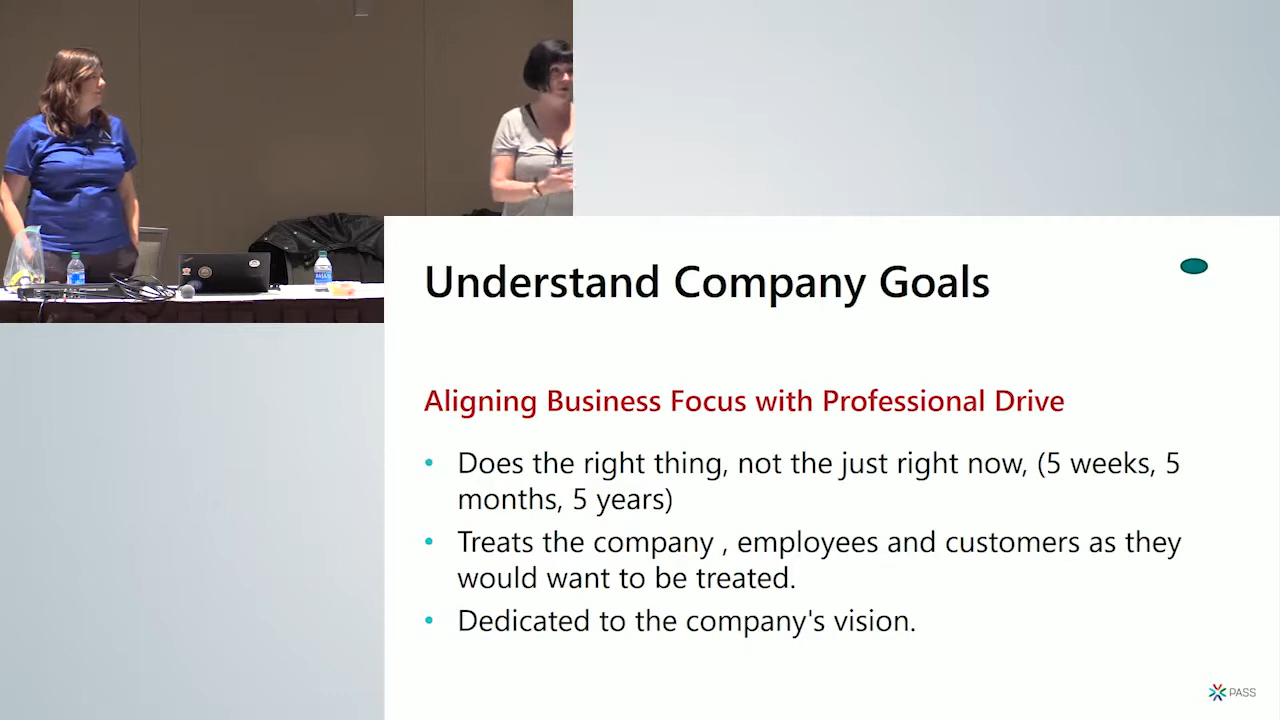 Understand Company Goals
Aligning Business Focus with Professional Drive
• Does the right thing, not the just right now, (5 weeks, 5
months, 5 years)
• Treats the company , employees and customers as they
would want to be treated.
• Dedicated to the company's vision.
PASS